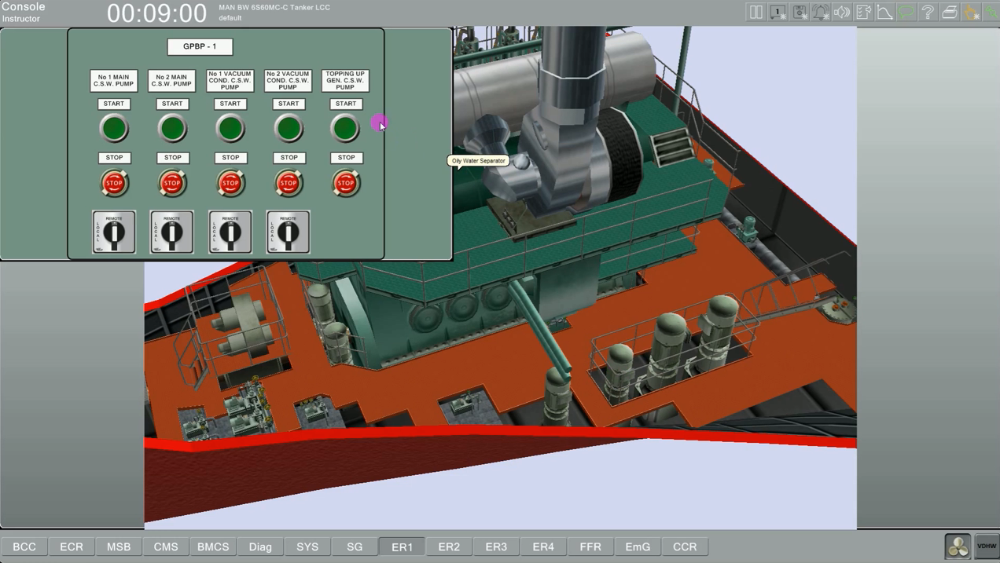 Console
Instructor
00:09:00
MAN BW 6S60MC-C Tanker LCC
default
1
GPBP - 1
No 1 MAIN
C.S.W. PUMP
No 2 MAIN
C.S.W. PUMP
No 1 VACUUM
COND. C.S.W.
PUMP
No 2 VACUUM
COND. C.S.W.
PUMP
TOPPING UP
GEN. C.S.W.
PUMP
START
START
START
START
START
STOP
STOP
STOP
STOP
STOP
STOP
STOP
STOP
STOP
STOP
REMOTE
LOCAL
REMOTE
LOCAL
REMOTE
LOCAL
REMOTE
LOCAL
Oily Water Separator
BCC
ECR
MSB
CMS
BMCS
Diag
SYS
SG
ER1
ER2
ER3
ER4
FFR
EmG
CCR
VDHW